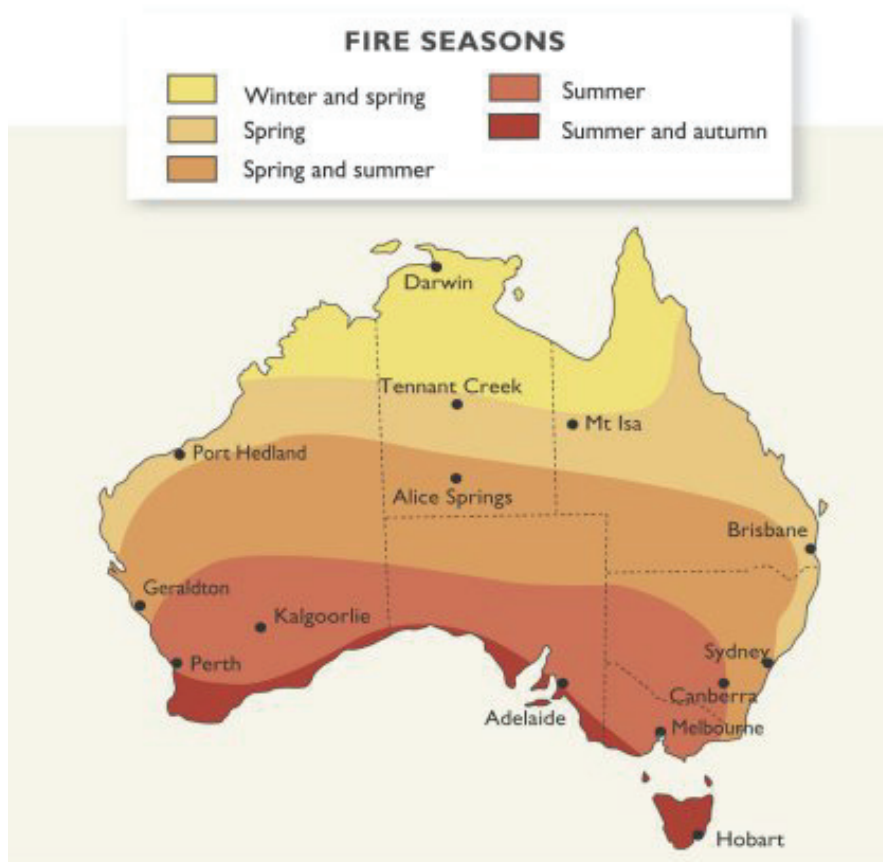 FIRE SEASONS
Winter and spring
Spring
Spring and summer
Summer
Summer and autumn
Darwin
Tennant Creek
Mt Isa
Port Hedland
Alice Springs
Brisbane
Geraldton
Kalgoorlie
Perth
Sydney
Canberra
Adelaide
Melbourne
Hobart